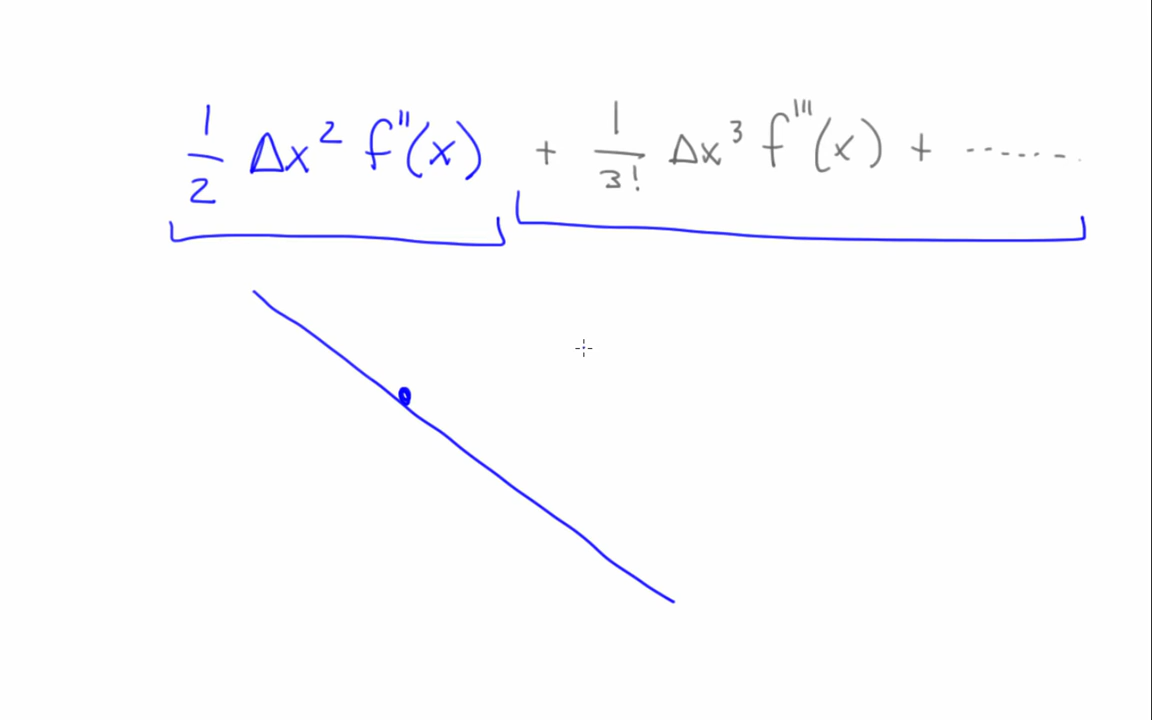 1/2 Δx² f''(x) + 1/3! Δx³ f'''(x) + ·······